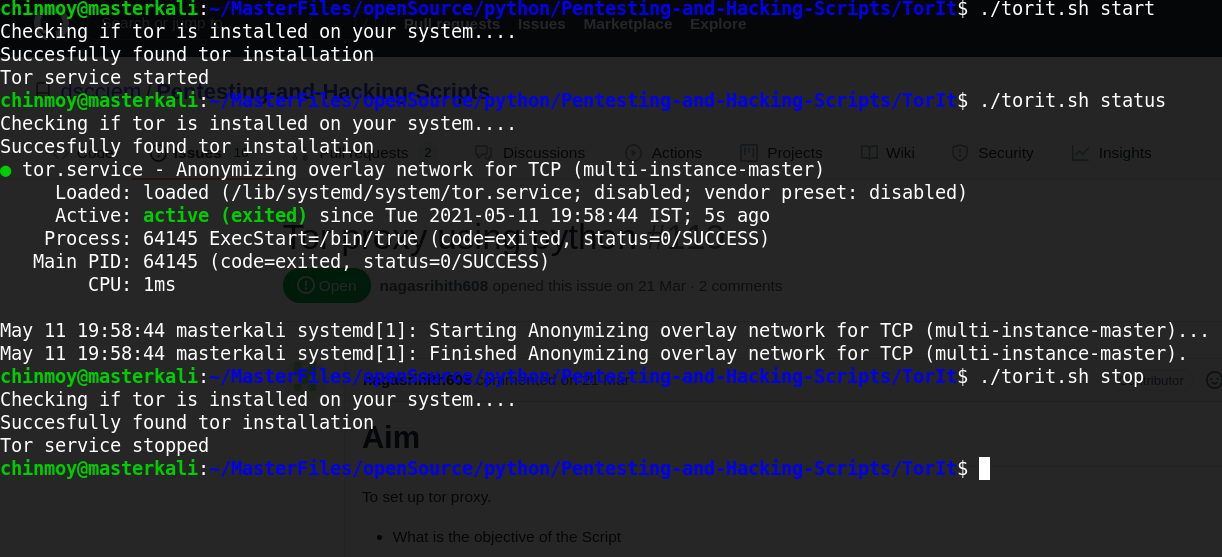 chinmoy@masterkali:~/MasterFiles/openSource/python/Pentesting-and-Hacking-Scripts/TorIt$ ./torit.sh start
Pull requests Issues Marketplace Explore
Checking if tor is installed on your system....
Succesfully found tor installation
Tor service started
dscciem / Pentesting-and-Hacking-Scripts
chinmoy@masterkali:~/MasterFiles/openSource/python/Pentesting-and-Hacking-Scripts/TorIt$ ./torit.sh status
Checking if tor is installed on your system....
Succesfully found tor installation
Code Issues 10 Pull requests 2 Discussions Actions Projects Wiki Security Insights
● tor.service - Anonymizing overlay network for TCP (multi-instance-master)
Loaded: loaded (/lib/systemd/system/tor.service; disabled; vendor preset: disabled)
Active: active (exited) since Tue 2021-05-11 19:58:44 IST; 5s ago
Process: 64145 ExecStart=/bin/true (code=exited, status=0/SUCCESS)
Tor proxy using python
Main PID: 64145 (code=exited, status=0/SUCCESS)
CPU: 1ms
Open nagasrihith608 opened this issue on 21 Mar · 2 comments
May 11 19:58:44 masterkali systemd[1]: Starting Anonymizing overlay network for TCP (multi-instance-master)...
May 11 19:58:44 masterkali systemd[1]: Finished Anonymizing overlay network for TCP (multi-instance-master).
chinmoy@masterkali:~/MasterFiles/openSource/python/Pentesting-and-Hacking-Scripts/TorIt$ ./torit.sh stop
nagasrihith608 commented on 21 Mar
Checking if tor is installed on your system....
Succesfully found tor installation
Tor service stopped
Aim
chinmoy@masterkali:~/MasterFiles/openSource/python/Pentesting-and-Hacking-Scripts/TorIt$
To set up tor proxy.
• What is the objective of the Script